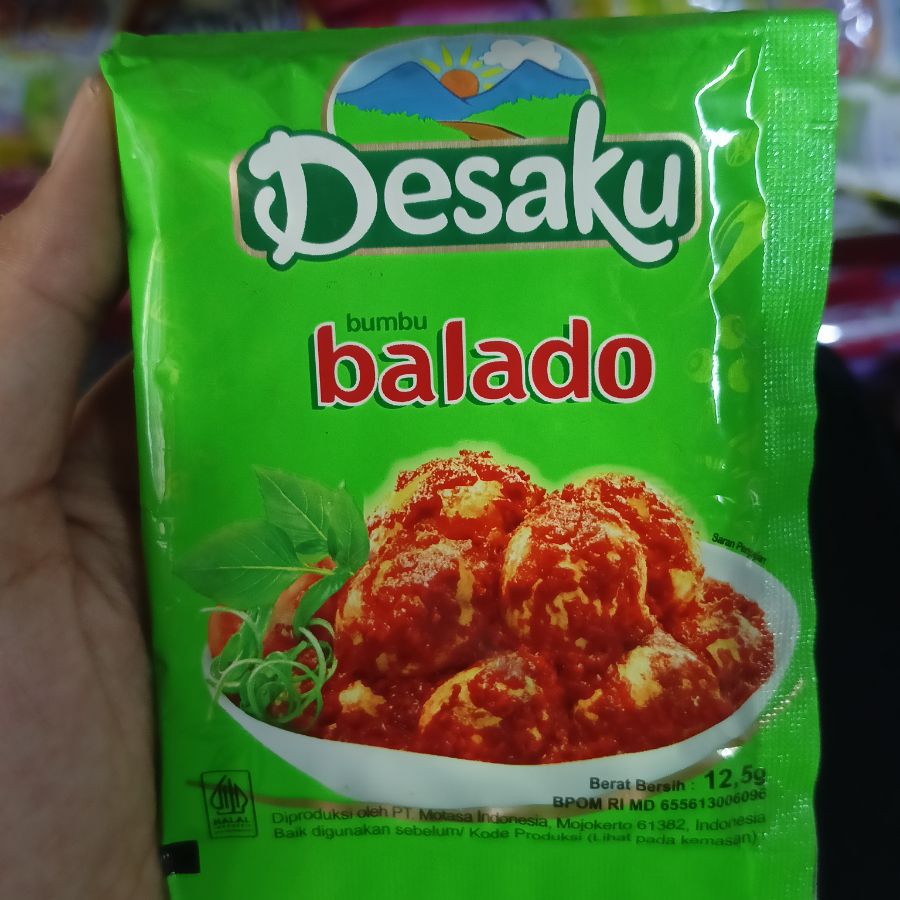 Desaku
bumbu
balado
Saran Penyajian
Berat Bersih : 12,5g
BPOM RI MD 655613006096
HALAL
INDONESIA
Diproduksi oleh PT. Motasa Indonesia, Mojokerto 61382, Indonesia
Baik digunakan sebelum/ Kode Produksi (Lihat pada kemasan)